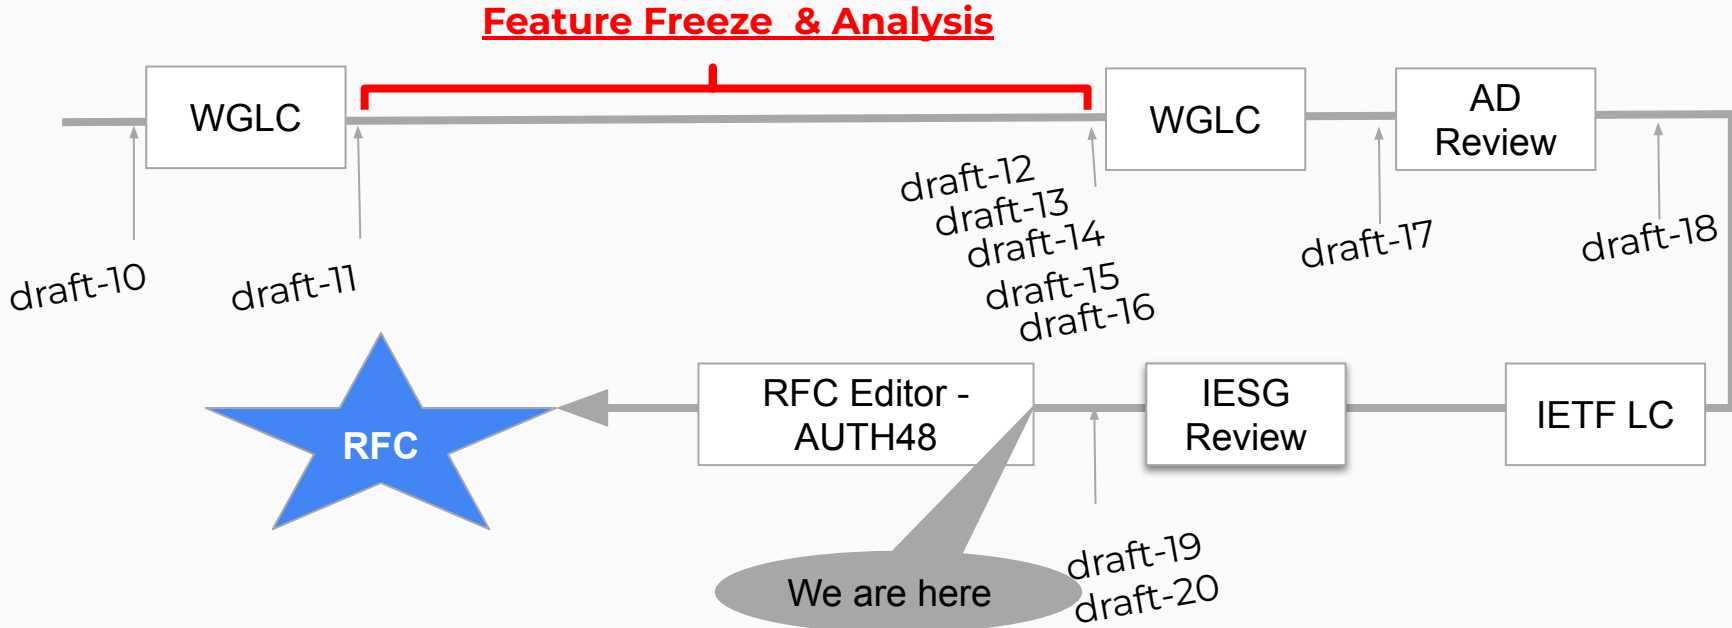 Feature Freeze & Analysis
WGLC
WGLC
AD
Review
draft-10
draft-11
draft-12
draft-13
draft-14
draft-15
draft-16
draft-17
draft-18
RFC
RFC Editor -
AUTH48
IESG
Review
IETF LC
We are here
draft-19
draft-20